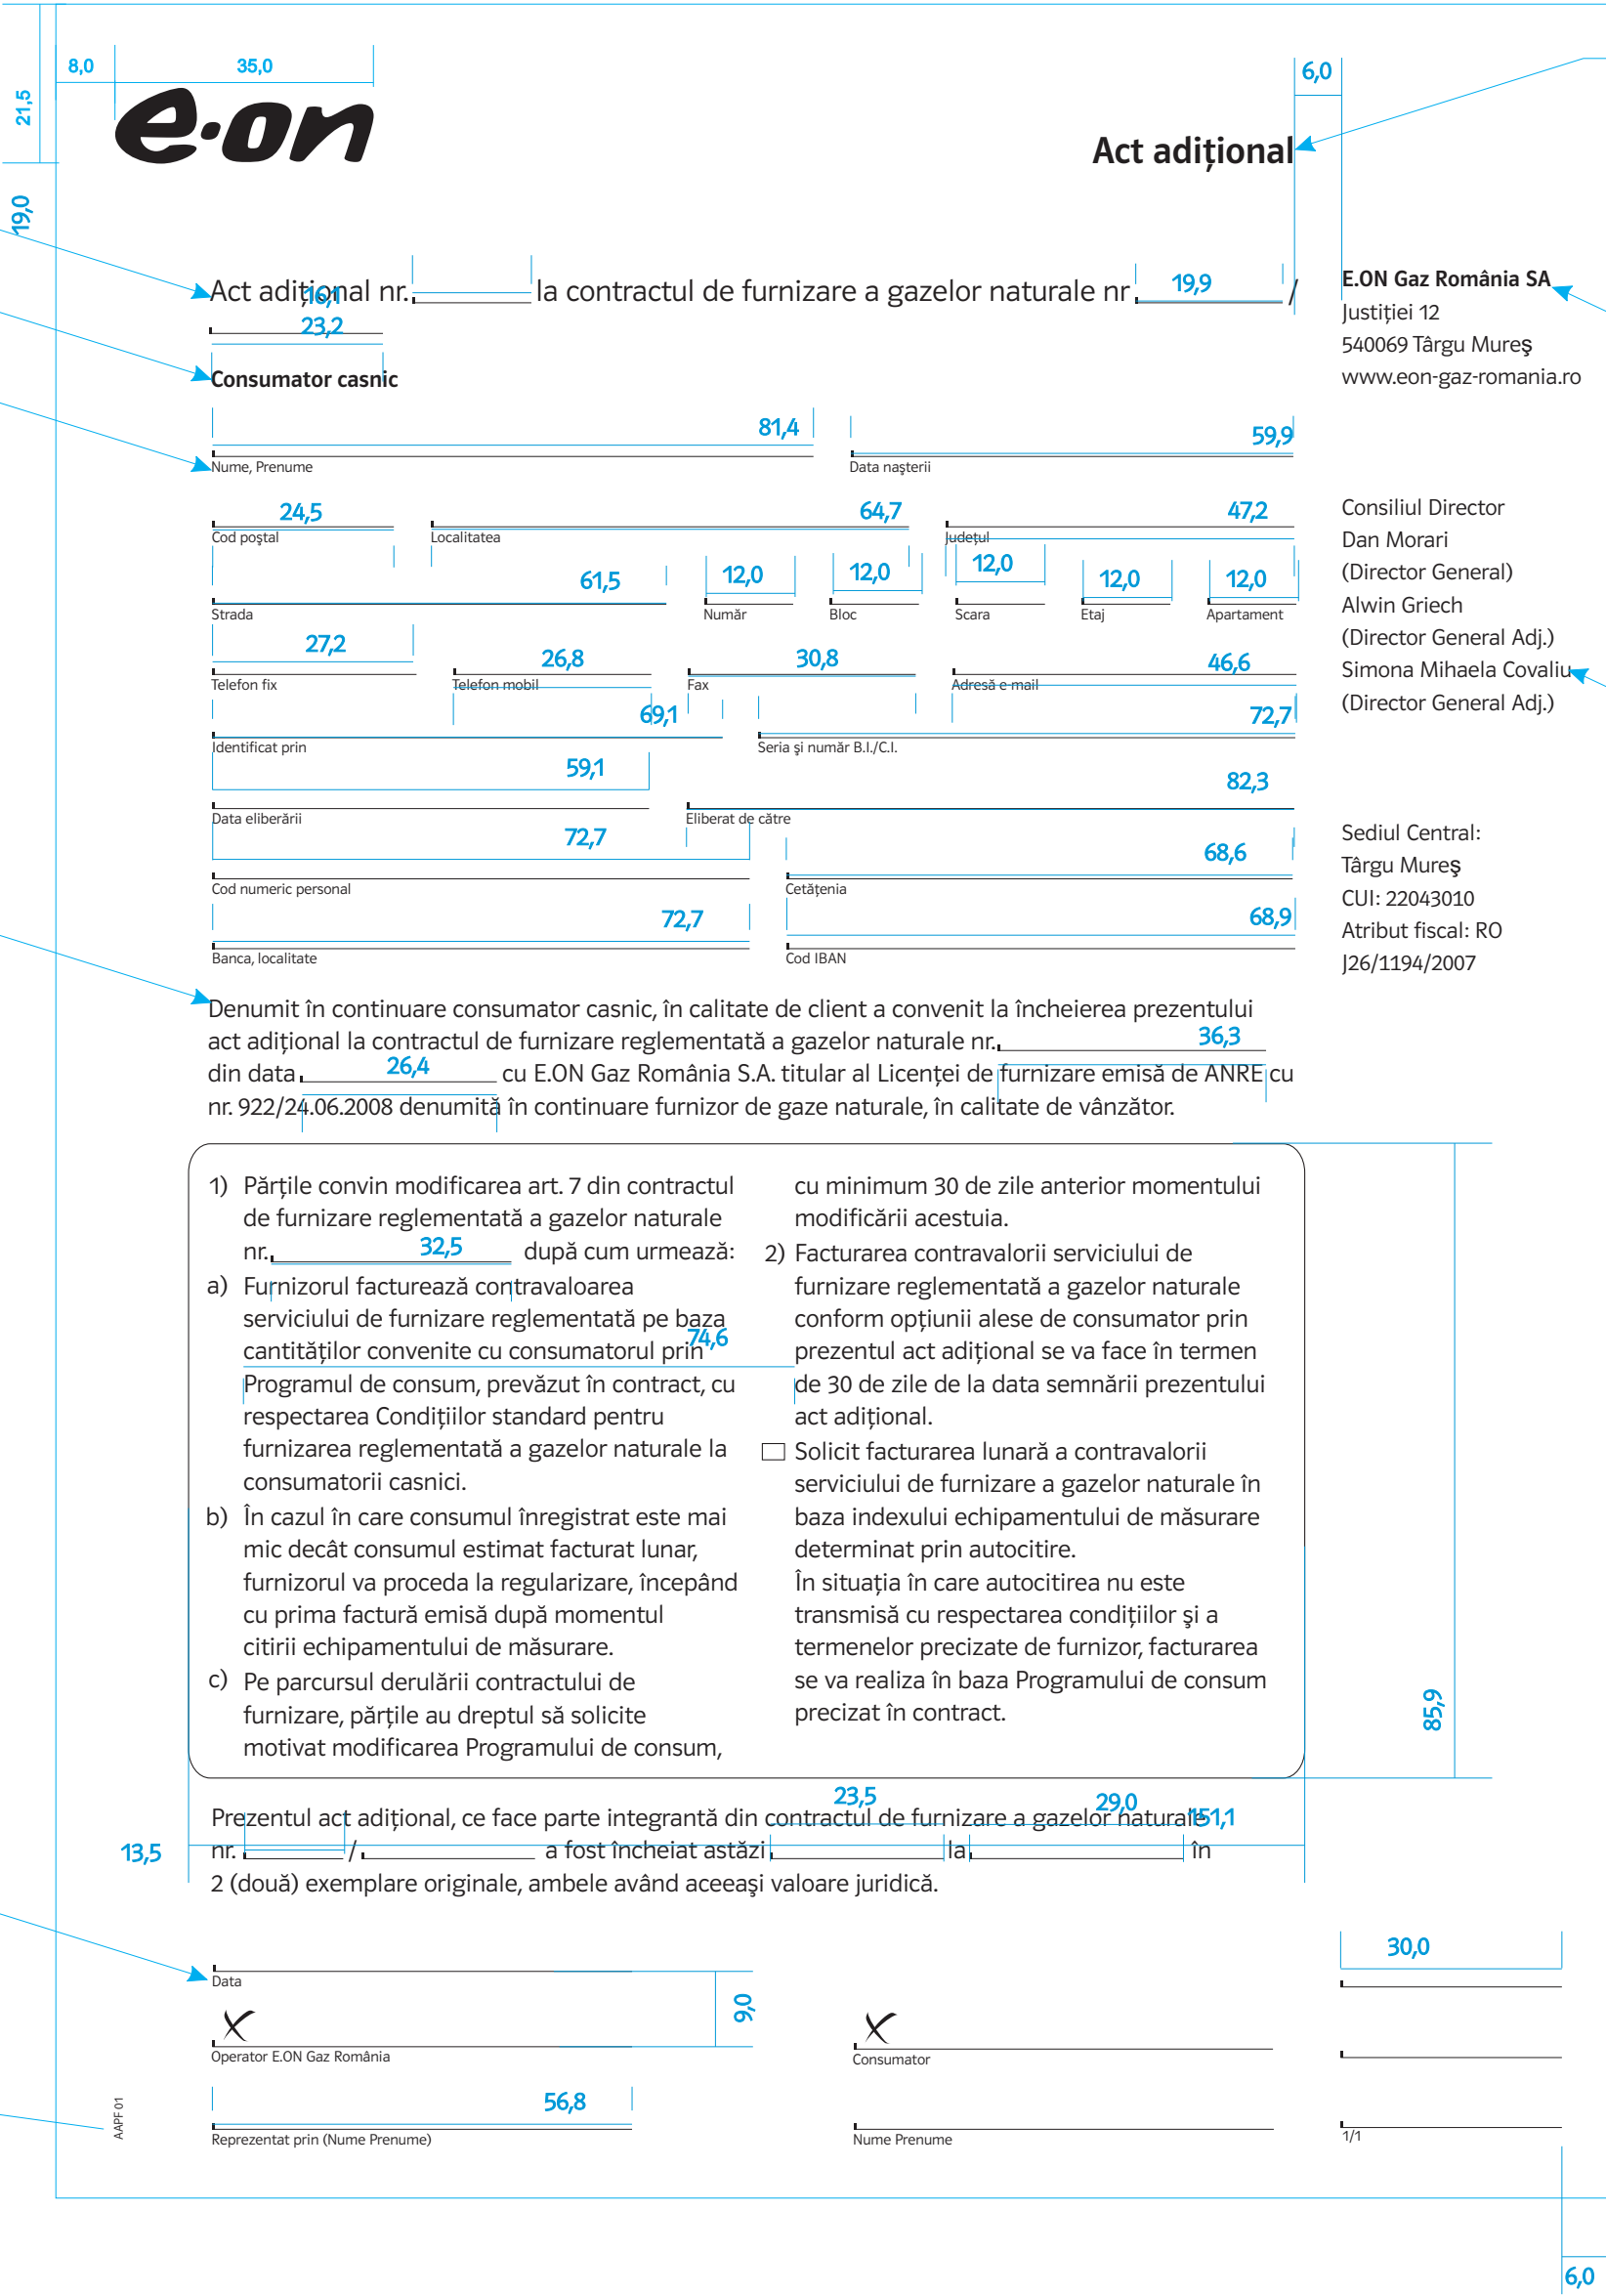 8,0
35,0
6,0
21,5
e·on
Act adiţional
19,0
Act adiţional nr. la contractul de furnizare a gazelor naturale nr 19,9 /
16,1
23,2
Consumator casnic
E.ON Gaz România SA
Justiţiei 12
540069 Târgu Mureş
www.eon-gaz-romania.ro
81,4
59,9
Nume, Prenume
Data naşterii
24,5
64,7
47,2
Cod poştal
Localitatea
Judeţul
61,5
12,0
12,0
12,0
12,0
12,0
Strada
Număr
Bloc
Scara
Etaj
Apartament
27,2
26,8
30,8
46,6
Telefon fix
Telefon mobil
Fax
Adresă e-mail
69,1
72,7
Identificat prin
Seria şi număr B.I./C.I.
59,1
82,3
Data eliberării
Eliberat de către
72,7
68,6
Cod numeric personal
Cetăţenia
72,7
68,9
Banca, localitate
Cod IBAN
Consiliul Director
Dan Morari
(Director General)
Alwin Griech
(Director General Adj.)
Simona Mihaela Covaliu
(Director General Adj.)
Sediul Central:
Târgu Mureş
CUI: 22043010
Atribut fiscal: RO
J26/1194/2007
Denumit în continuare consumator casnic, în calitate de client a convenit la încheierea prezentului
act adiţional la contractul de furnizare reglementată a gazelor naturale nr. 36,3
din data 26,4 cu E.ON Gaz România S.A. titular al Licenţei de furnizare emisă de ANRE cu
nr. 922/24.06.2008 denumită în continuare furnizor de gaze naturale, în calitate de vânzător.
1) Părţile convin modificarea art. 7 din contractul
de furnizare reglementată a gazelor naturale
nr. 32,5 după cum urmează:
a) Furnizorul facturează contravaloarea
serviciului de furnizare reglementată pe baza
74,6
cantităţilor convenite cu consumatorul prin
Programul de consum, prevăzut în contract, cu
respectarea Condiţiilor standard pentru
furnizarea reglementată a gazelor naturale la
consumatorii casnici.
b) În cazul în care consumul înregistrat este mai
mic decât consumul estimat facturat lunar,
furnizorul va proceda la regularizare, începând
cu prima factură emisă după momentul
citirii echipamentului de măsurare.
c) Pe parcursul derulării contractului de
furnizare, părţile au dreptul să solicite
motivat modificarea Programului de consum,
cu minimum 30 de zile anterior momentului
modificării acestuia.
2) Facturarea contravalorii serviciului de
furnizare reglementată a gazelor naturale
conform opţiunii alese de consumator prin
prezentul act adiţional se va face în termen
de 30 de zile de la data semnării prezentului
act adiţional.
Solicit facturarea lunară a contravalorii
serviciului de furnizare a gazelor naturale în
baza indexului echipamentului de măsurare
determinat prin autocitire.
În situaţia în care autocitirea nu este
transmisă cu respectarea condiţiilor şi a
termenelor precizate de furnizor, facturarea
se va realiza în baza Programului de consum
precizat în contract.
85,9
23,5
29,0
151,1
Prezentul act adiţional, ce face parte integrantă din contractul de furnizare a gazelor naturale
13,5
nr. / a fost încheiat astăzi la în
2 (două) exemplare originale, ambele având aceeaşi valoare juridică.
30,0
Data
9,0
Operator E.ON Gaz România
Consumator
56,8
AAPF 01
Reprezentat prin (Nume Prenume)
Nume Prenume
1/1
6,0